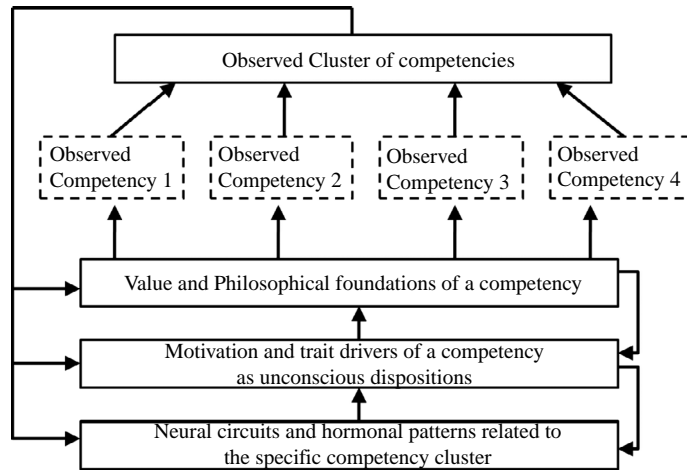 Observed Cluster of competencies
Observed
Competency 1
Observed
Competency 2
Observed
Competency 3
Observed
Competency 4
Value and Philosophical foundations of a competency
Motivation and trait drivers of a competency
as unconscious dispositions
Neural circuits and hormonal patterns related to
the specific competency cluster